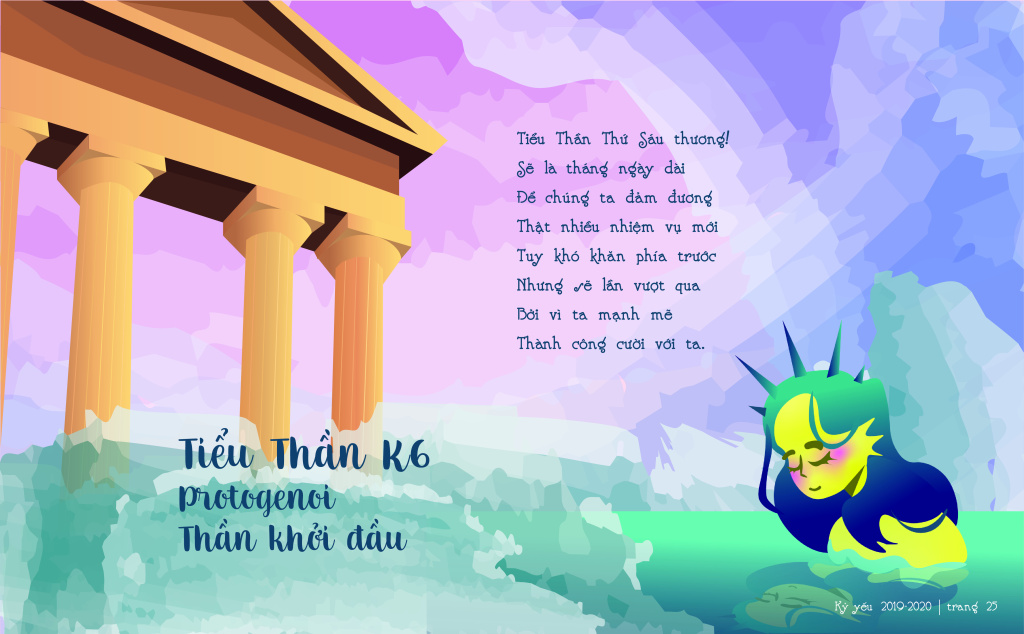 Tiểu Thần Thứ Sáu thương!
Sẽ là tháng ngày dài
Để chúng ta đảm đương
Thật nhiều nhiệm vụ mới
Tuy khó khăn phía trước
Nhưng sẽ lần vượt qua
Bởi vì ta mạnh mẽ
Thành công cười với ta.
Tiểu Thần K6
Protogenoi
Thần khởi đầu
Kỷ yếu 2019-2020 | trang 25